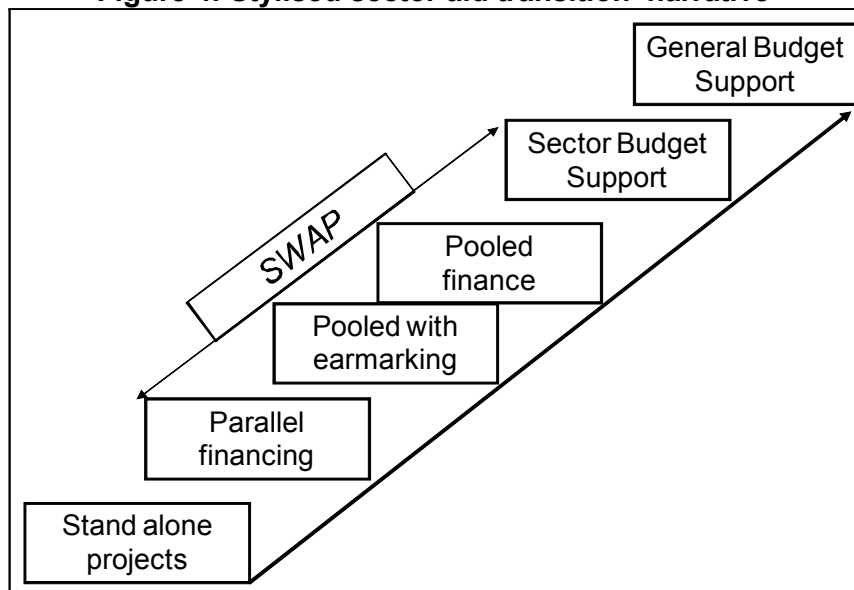 Figure Stylised sector aid transition narrative
General Budget
Support
Sector Budget
Support
SWAP
Pooled
finance
Pooled with
earmarking
Parallel
financing
Stand alone
projects